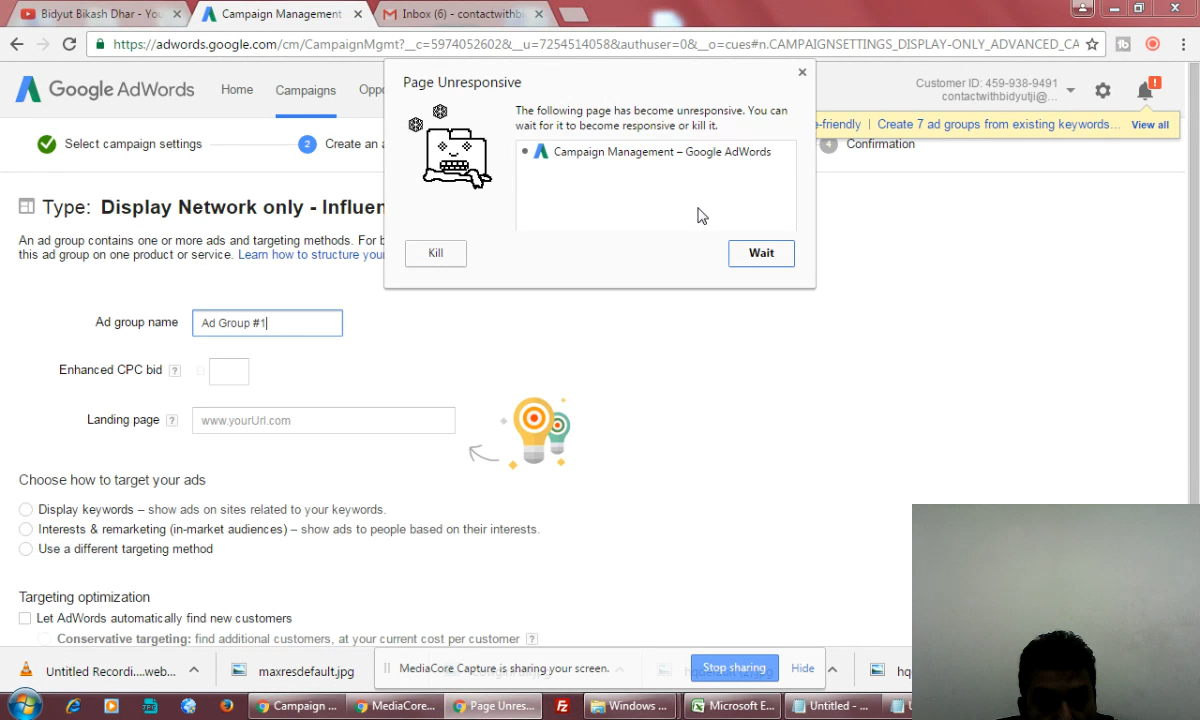 Bidyut Bikash Dhar - You
Campaign Management
Inbox (6) - contactwithb
https://adwords.google.com/cm/CampaignMgmt?__c=5974052602&__u=7254514058&authuser=0&__o=cues#n.CAMPAIGNSETTINGS_DISPLAY-ONLY_ADVANCED_CA
Google AdWords
Home
Campaigns
Oppo
Customer ID: 459-938-9491
contactwithbidyutji@...
e-friendly | Create 7 ad groups from existing keywords... View all
Select campaign settings
2 Create an a
4 Confirmation
Page Unresponsive
The following page has become unresponsive. You can
wait for it to become responsive or kill it.
Campaign Management – Google AdWords
Kill
Wait
Type: Display Network only - Influen
An ad group contains one or more ads and targeting methods. For b
this ad group on one product or service. Learn how to structure your
Ad group name Ad Group #1
Enhanced CPC bid ?
Landing page ? www.yourUrl.com
Choose how to target your ads
Display keywords – show ads on sites related to your keywords.
Interests & remarketing (in-market audiences) – show ads to people based on their interests.
Use a different targeting method
Targeting optimization
Let AdWords automatically find new customers
Conservative targeting: find additional customers, at your current cost per customer ?
Untitled Recordi....web...
maxresdefault.jpg
MediaCore Capture is sharing your screen.
Stop sharing
Hide
hq
Campaign ...
MediaCore...
Page Unres...
Windows ...
Microsoft E...
Untitled - ...